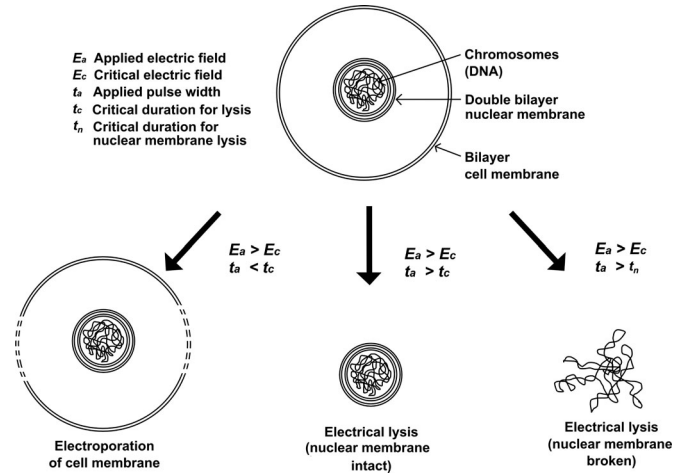 Ea Applied electric field
Ec Critical electric field
ta Applied pulse width
tc Critical duration for lysis
tn Critical duration for
nuclear membrane lysis
Chromosomes
(DNA)
Double bilayer
nuclear membrane
Bilayer
cell membrane
Ea > Ec
ta < tc
Ea > Ec
ta > tc
Ea > Ec
ta > tn
Electroporation
of cell membrane
Electrical lysis
(nuclear membrane
intact)
Electrical lysis
(nuclear membrane
broken)